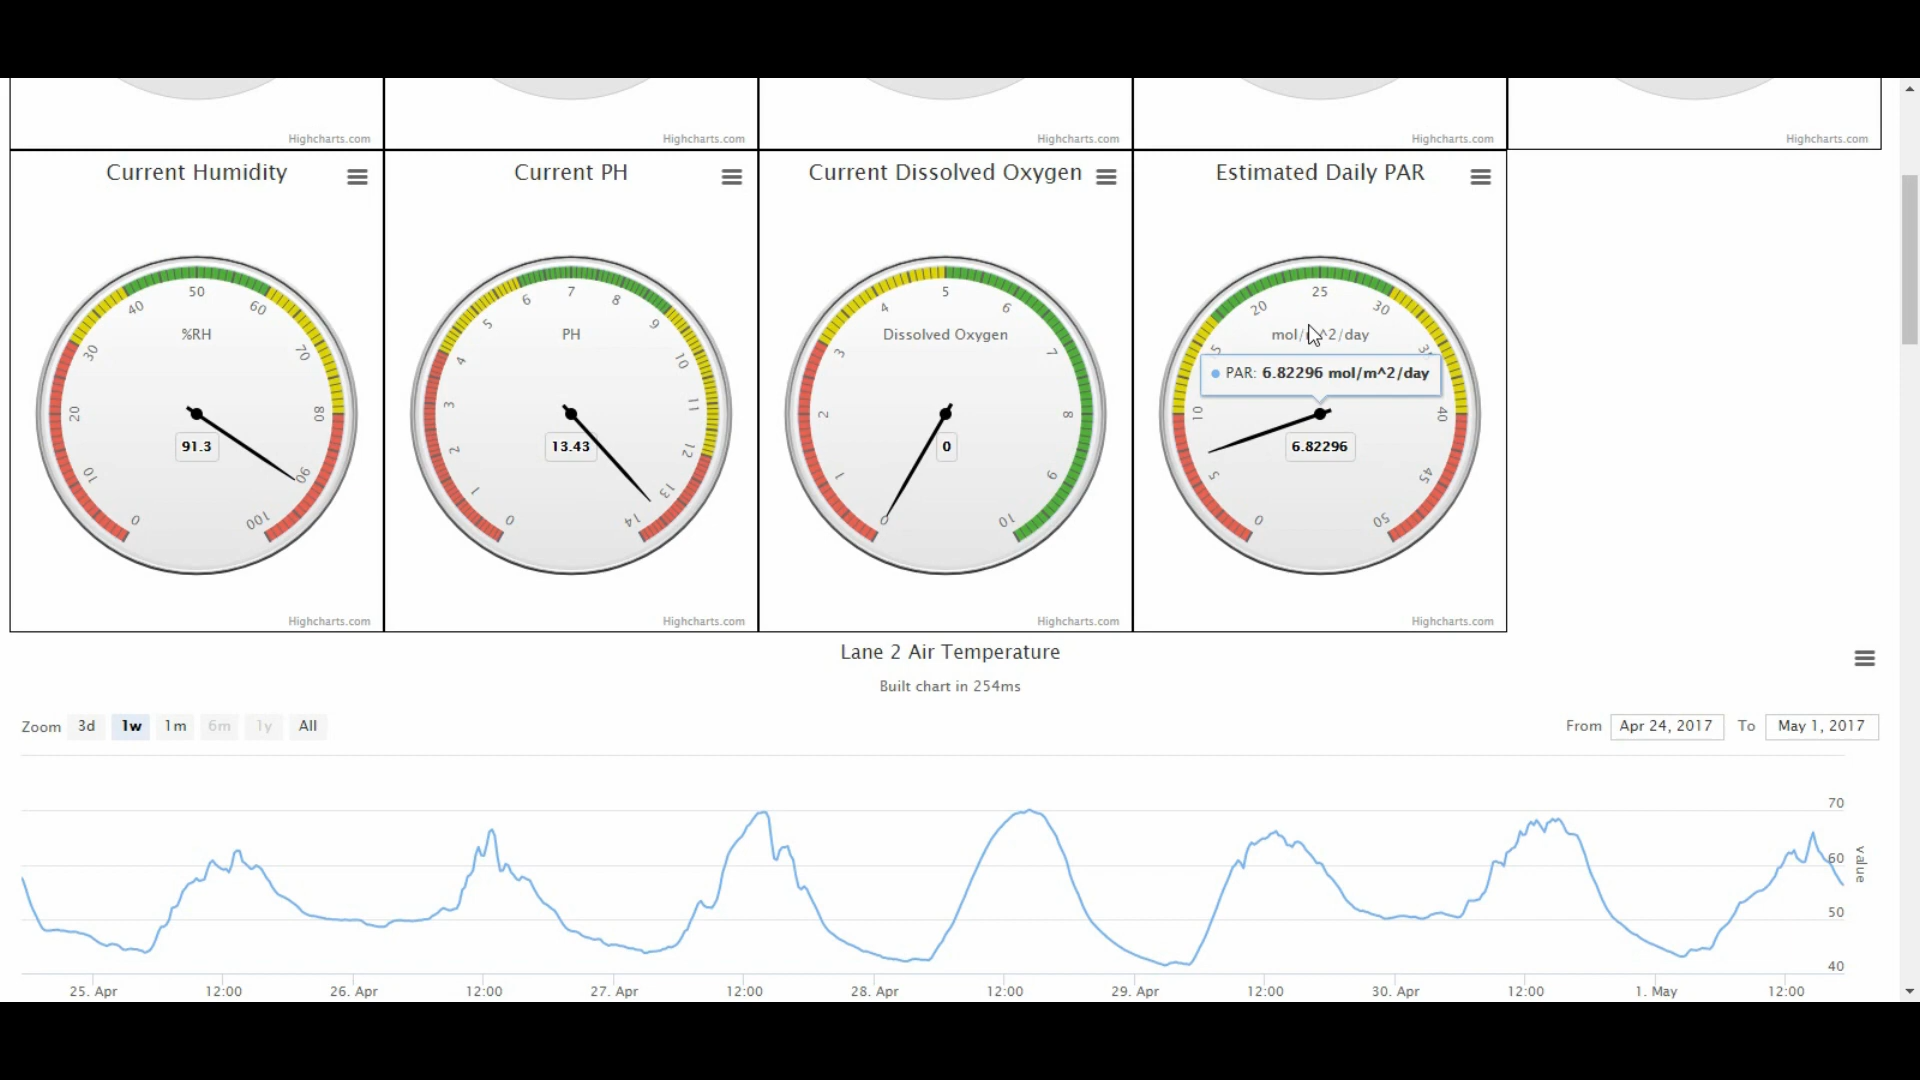 Highcharts.com Highcharts.com Highcharts.com Highcharts.com Highcharts.com
Current Humidity Current PH Current Dissolved Oxygen Estimated Daily PAR
0 10 20 30 40 50 60 70 80 90 100
%RH
91.3
0 1 2 3 4 5 6 7 8 9 10 11 12 13 14
PH
13.43
0 1 2 3 4 5 6 7 8 9 10
Dissolved Oxygen
0
0 5 10 20 25 30 40 45 50
PAR: 6.82296 mol/m^2/day
6.82296
Highcharts.com Highcharts.com Highcharts.com Highcharts.com
Lane 2 Air Temperature
Built chart in 254ms
Zoom 3d 1w 1m 6m 1y All From Apr 24, 2017 To May 1, 2017
70
60
value
50
40
25. Apr 12:00 26. Apr 12:00 27. Apr 12:00 28. Apr 12:00 29. Apr 12:00 30. Apr 12:00 1. May 12:00